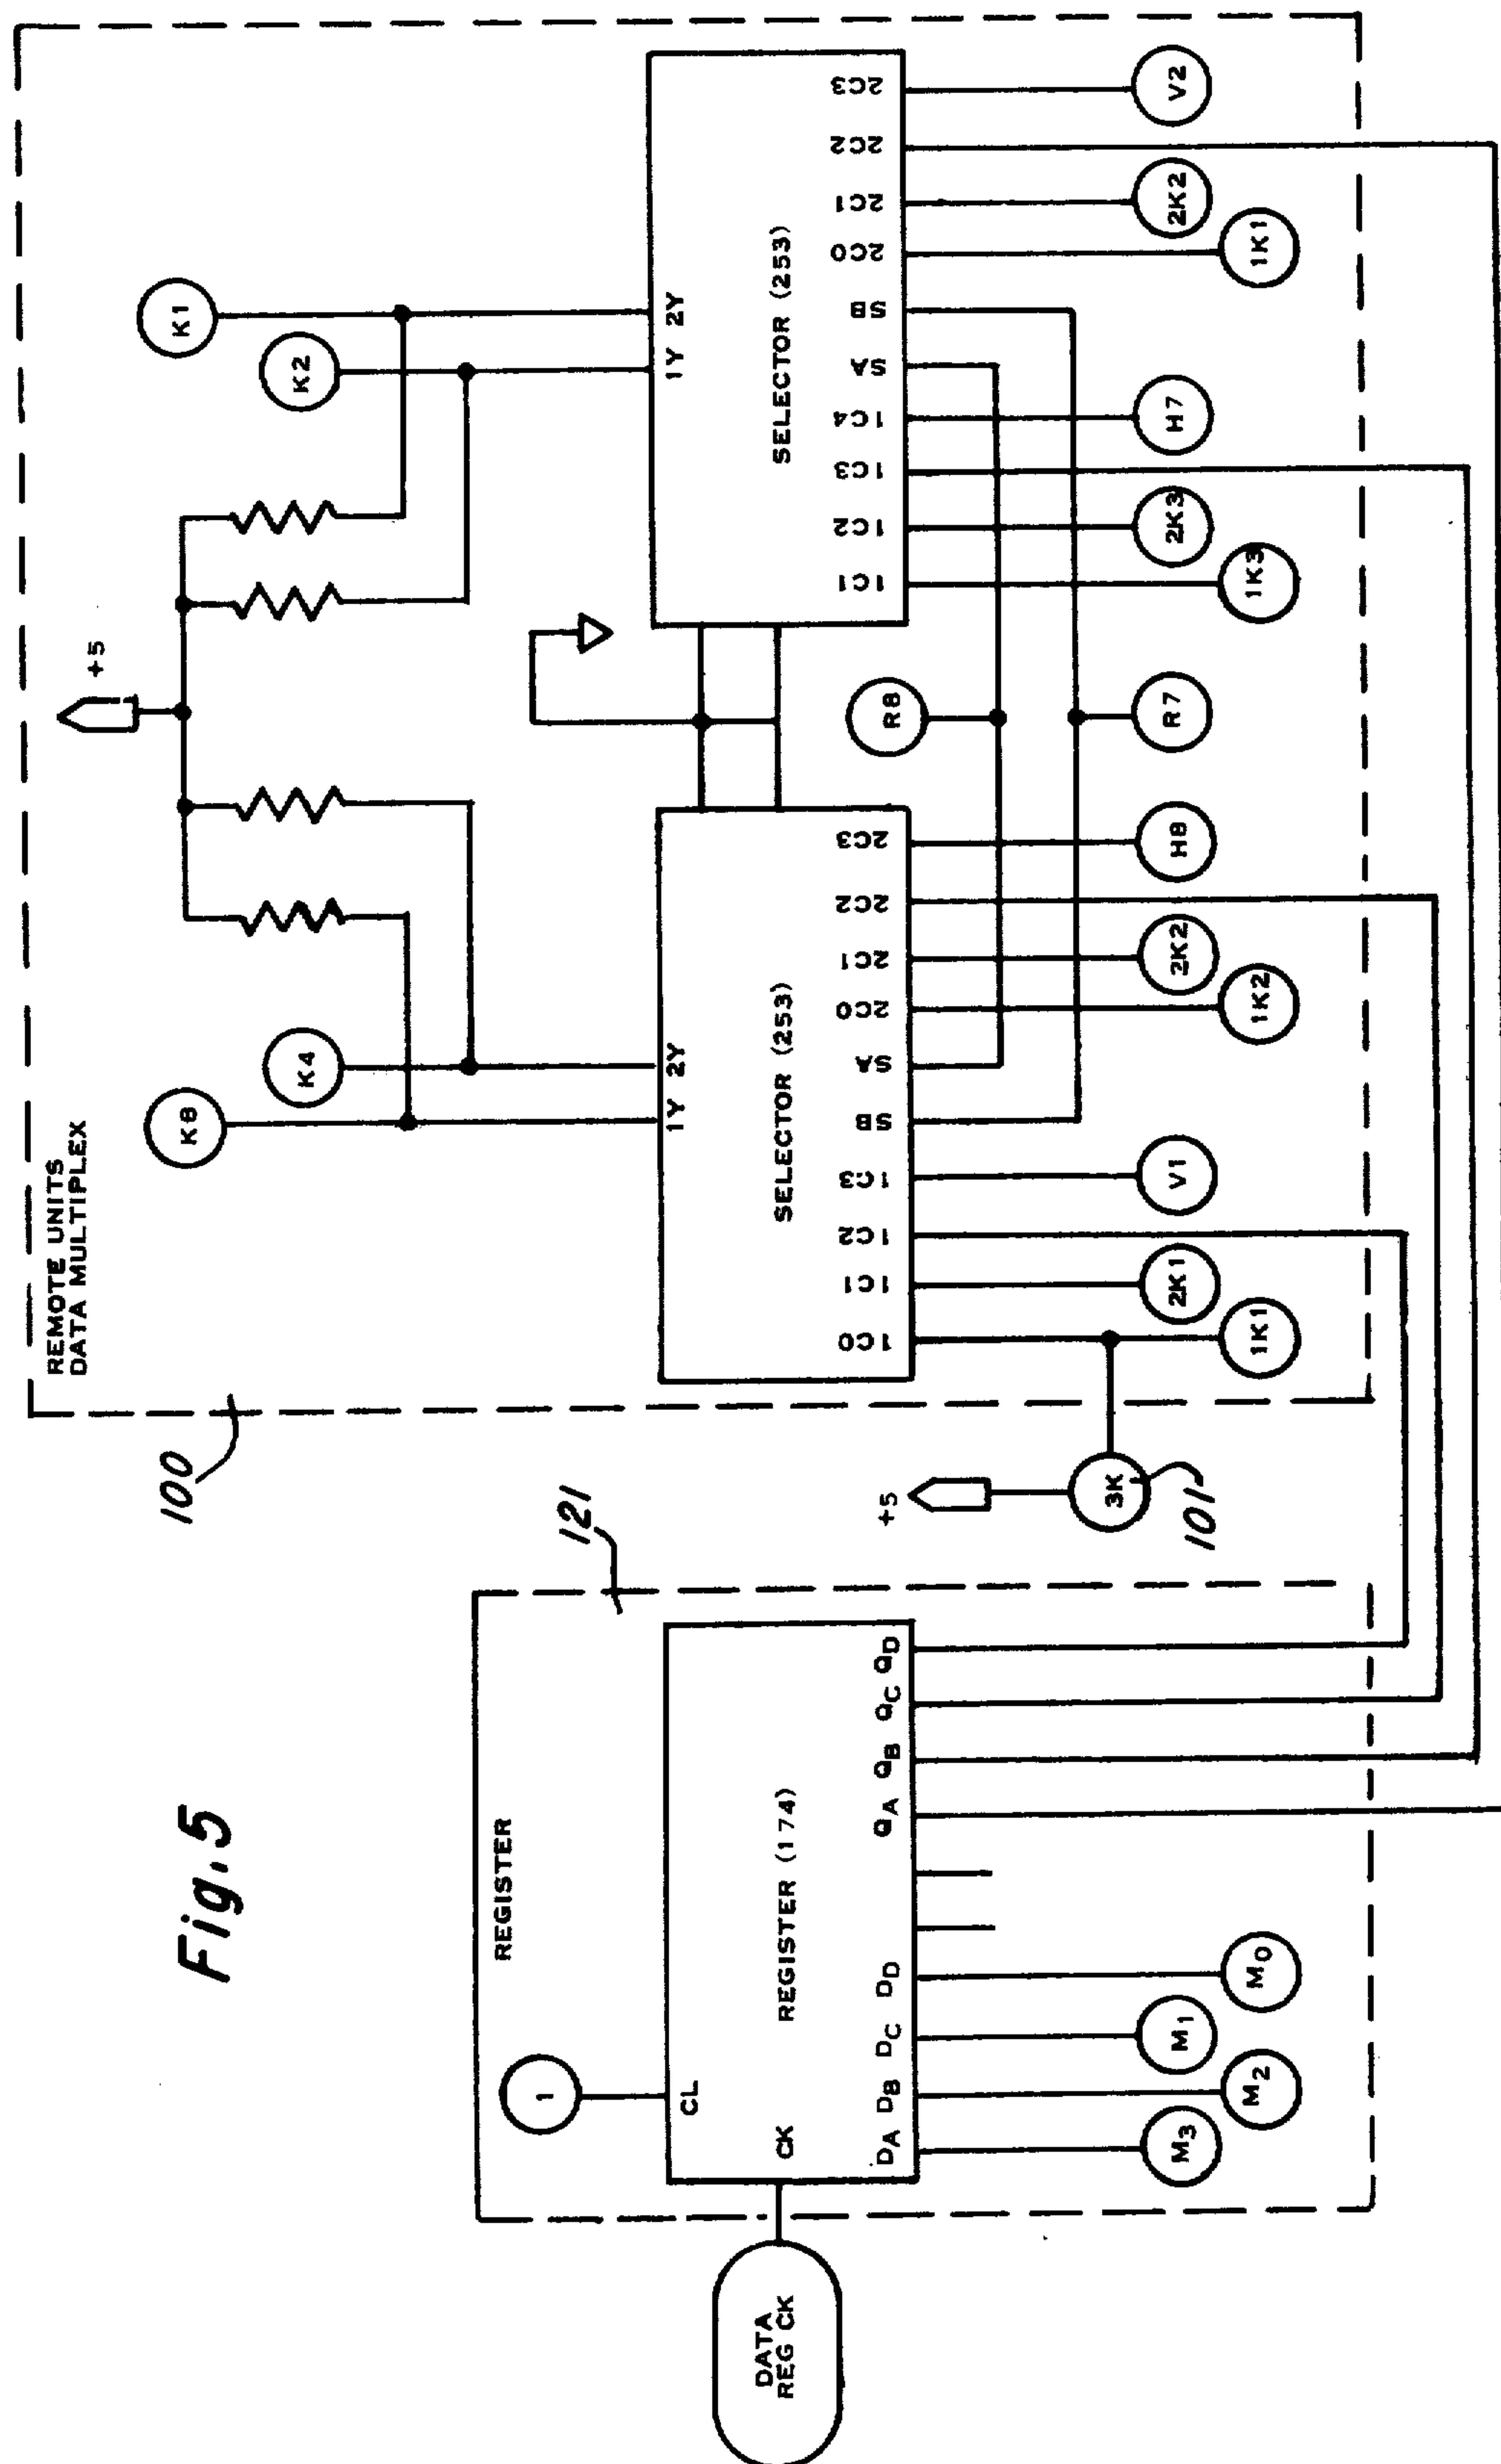 Fig. 5
REMOTE UNITS
DATA MULTIPLEX
100
+5
K8
K4
K2
K1
1Y 2Y
SELECTOR (253)
1C0
1C1
1C2
1C3
SB
SA
2C0
2C1
2C2
2C3
1K1
2K1
V1
1K2
2K2
H8
R8
R7
1Y 2Y
SELECTOR (253)
1C1
1C2
1C3
1C4
SA
SB
2C0
2C1
2C2
2C3
1K3
2K3
H7
1K1
2K2
V2
+5
3K
101
121
REGISTER
1
CL
CK
REGISTER (174)
DA
DB
DC
DD
QA
QB
QC
QD
M3
M2
M1
M0
DATA
REG CK